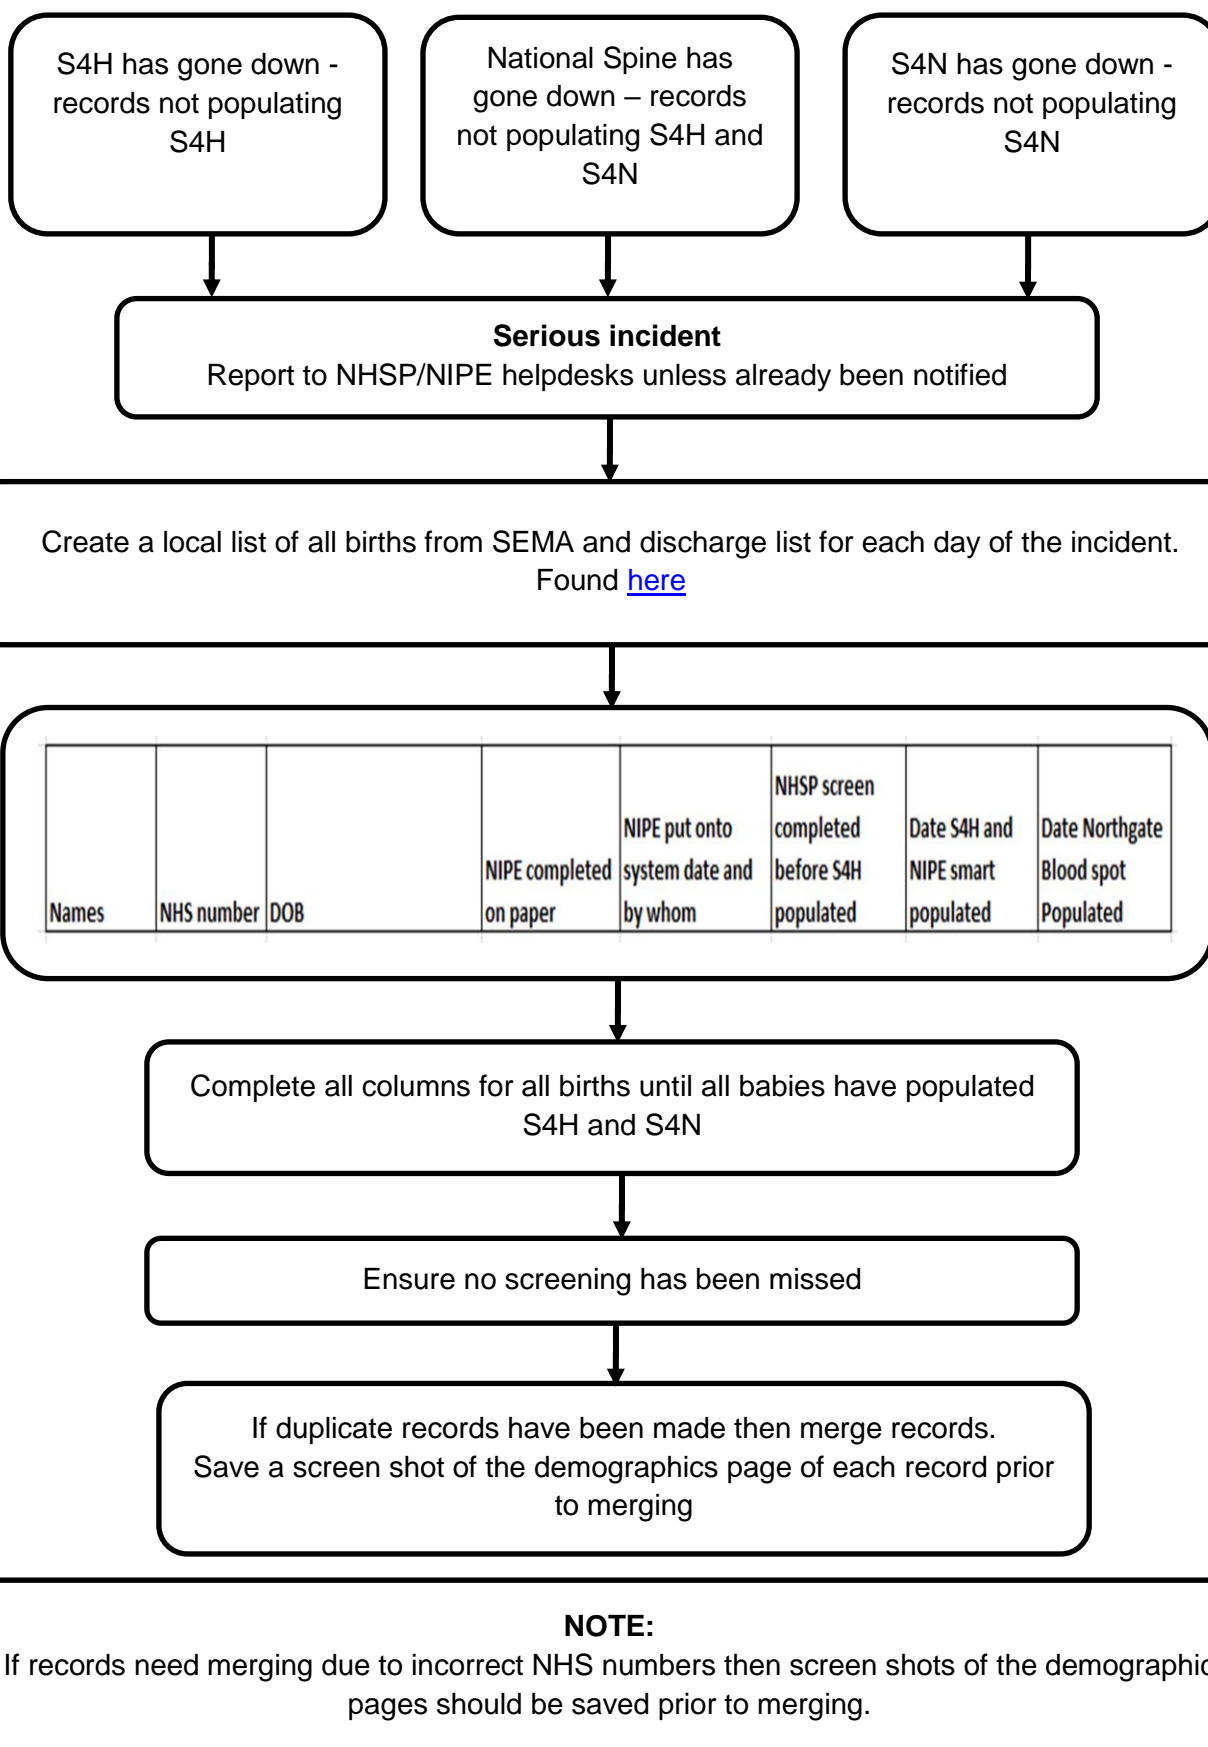 S4H has gone down -
records not populating
S4H
National Spine has
gone down – records
not populating S4H and
S4N
S4N has gone down -
records not populating
S4N
Serious incident
Report to NHSP/NIPE helpdesks unless already been notified
Create a local list of all births from SEMA and discharge list for each day of the incident.
Found here
Names
NHS number
DOB
NIPE completed
on paper
NIPE put onto
system date and
by whom
NHSP screen
completed
before S4H
populated
Date S4H and
NIPE smart
populated
Date Northgate
Blood spot
Populated
Complete all columns for all births until all babies have populated
S4H and S4N
Ensure no screening has been missed
If duplicate records have been made then merge records.
Save a screen shot of the demographics page of each record prior
to merging
NOTE:
If records need merging due to incorrect NHS numbers then screen shots of the demographic
pages should be saved prior to merging.